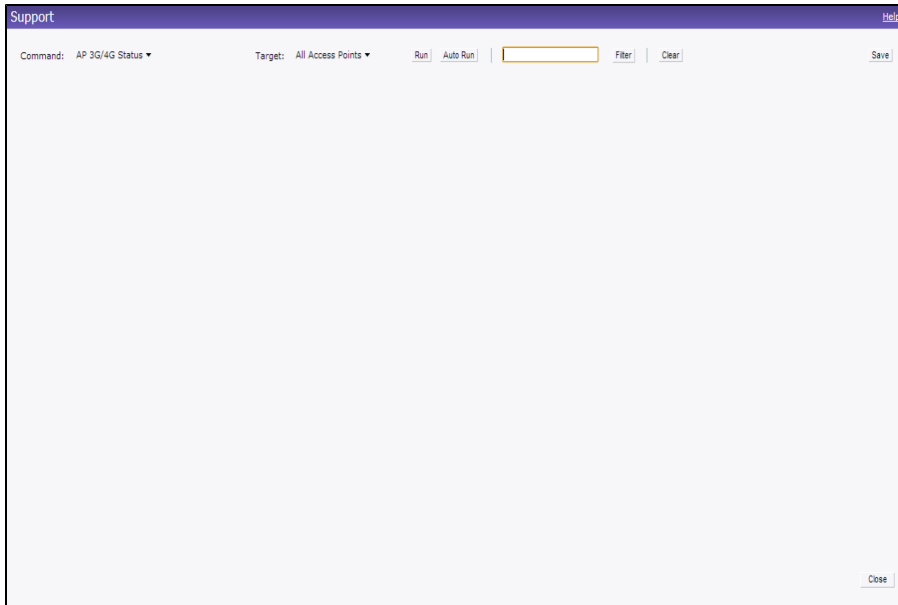 Support Help
Command: AP 3G/4G Status Target: All Access Points Run Auto Run Filter Clear Save
Close